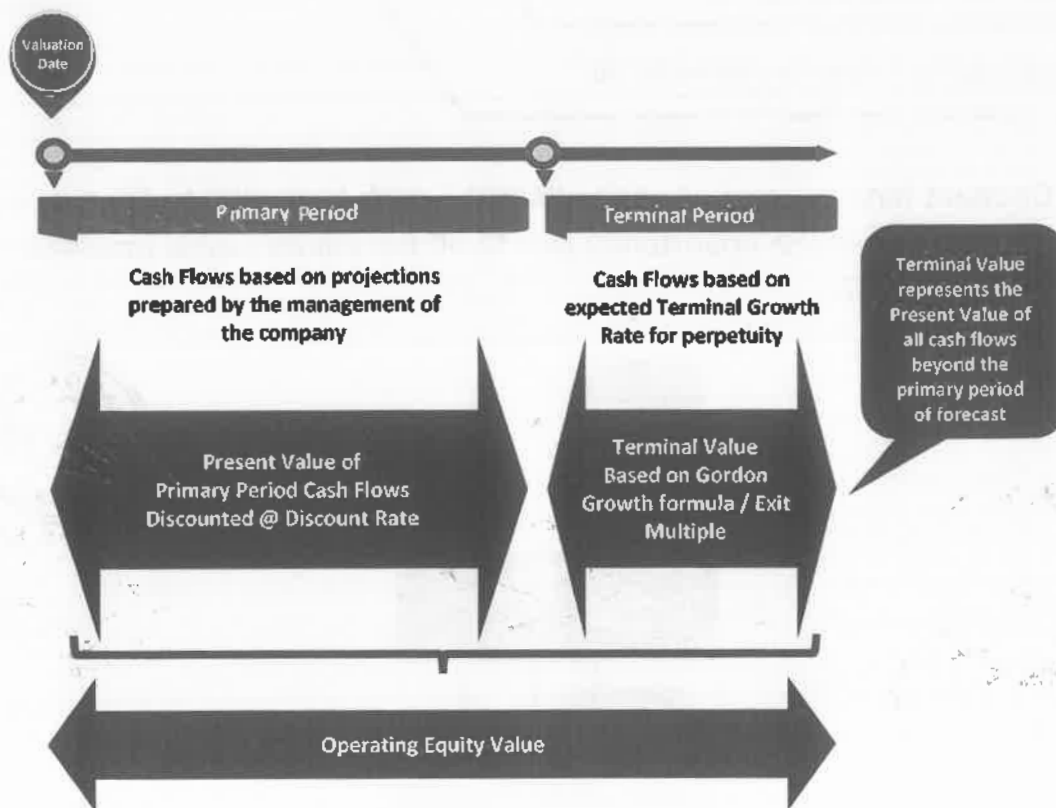 Valuation
Date
Primary Period
Terminal Period
Cash Flows based on projections
prepared by the management of
the company
Cash Flows based on
expected Terminal Growth
Rate for perpetuity
Terminal Value
represents the
Present Value of
all cash flows
beyond the
primary period
of forecast
Present Value of
Primary Period Cash Flows
Discounted @ Discount Rate
Terminal Value
Based on Gordon
Growth formula / Exit
Multiple
Operating Equity Value